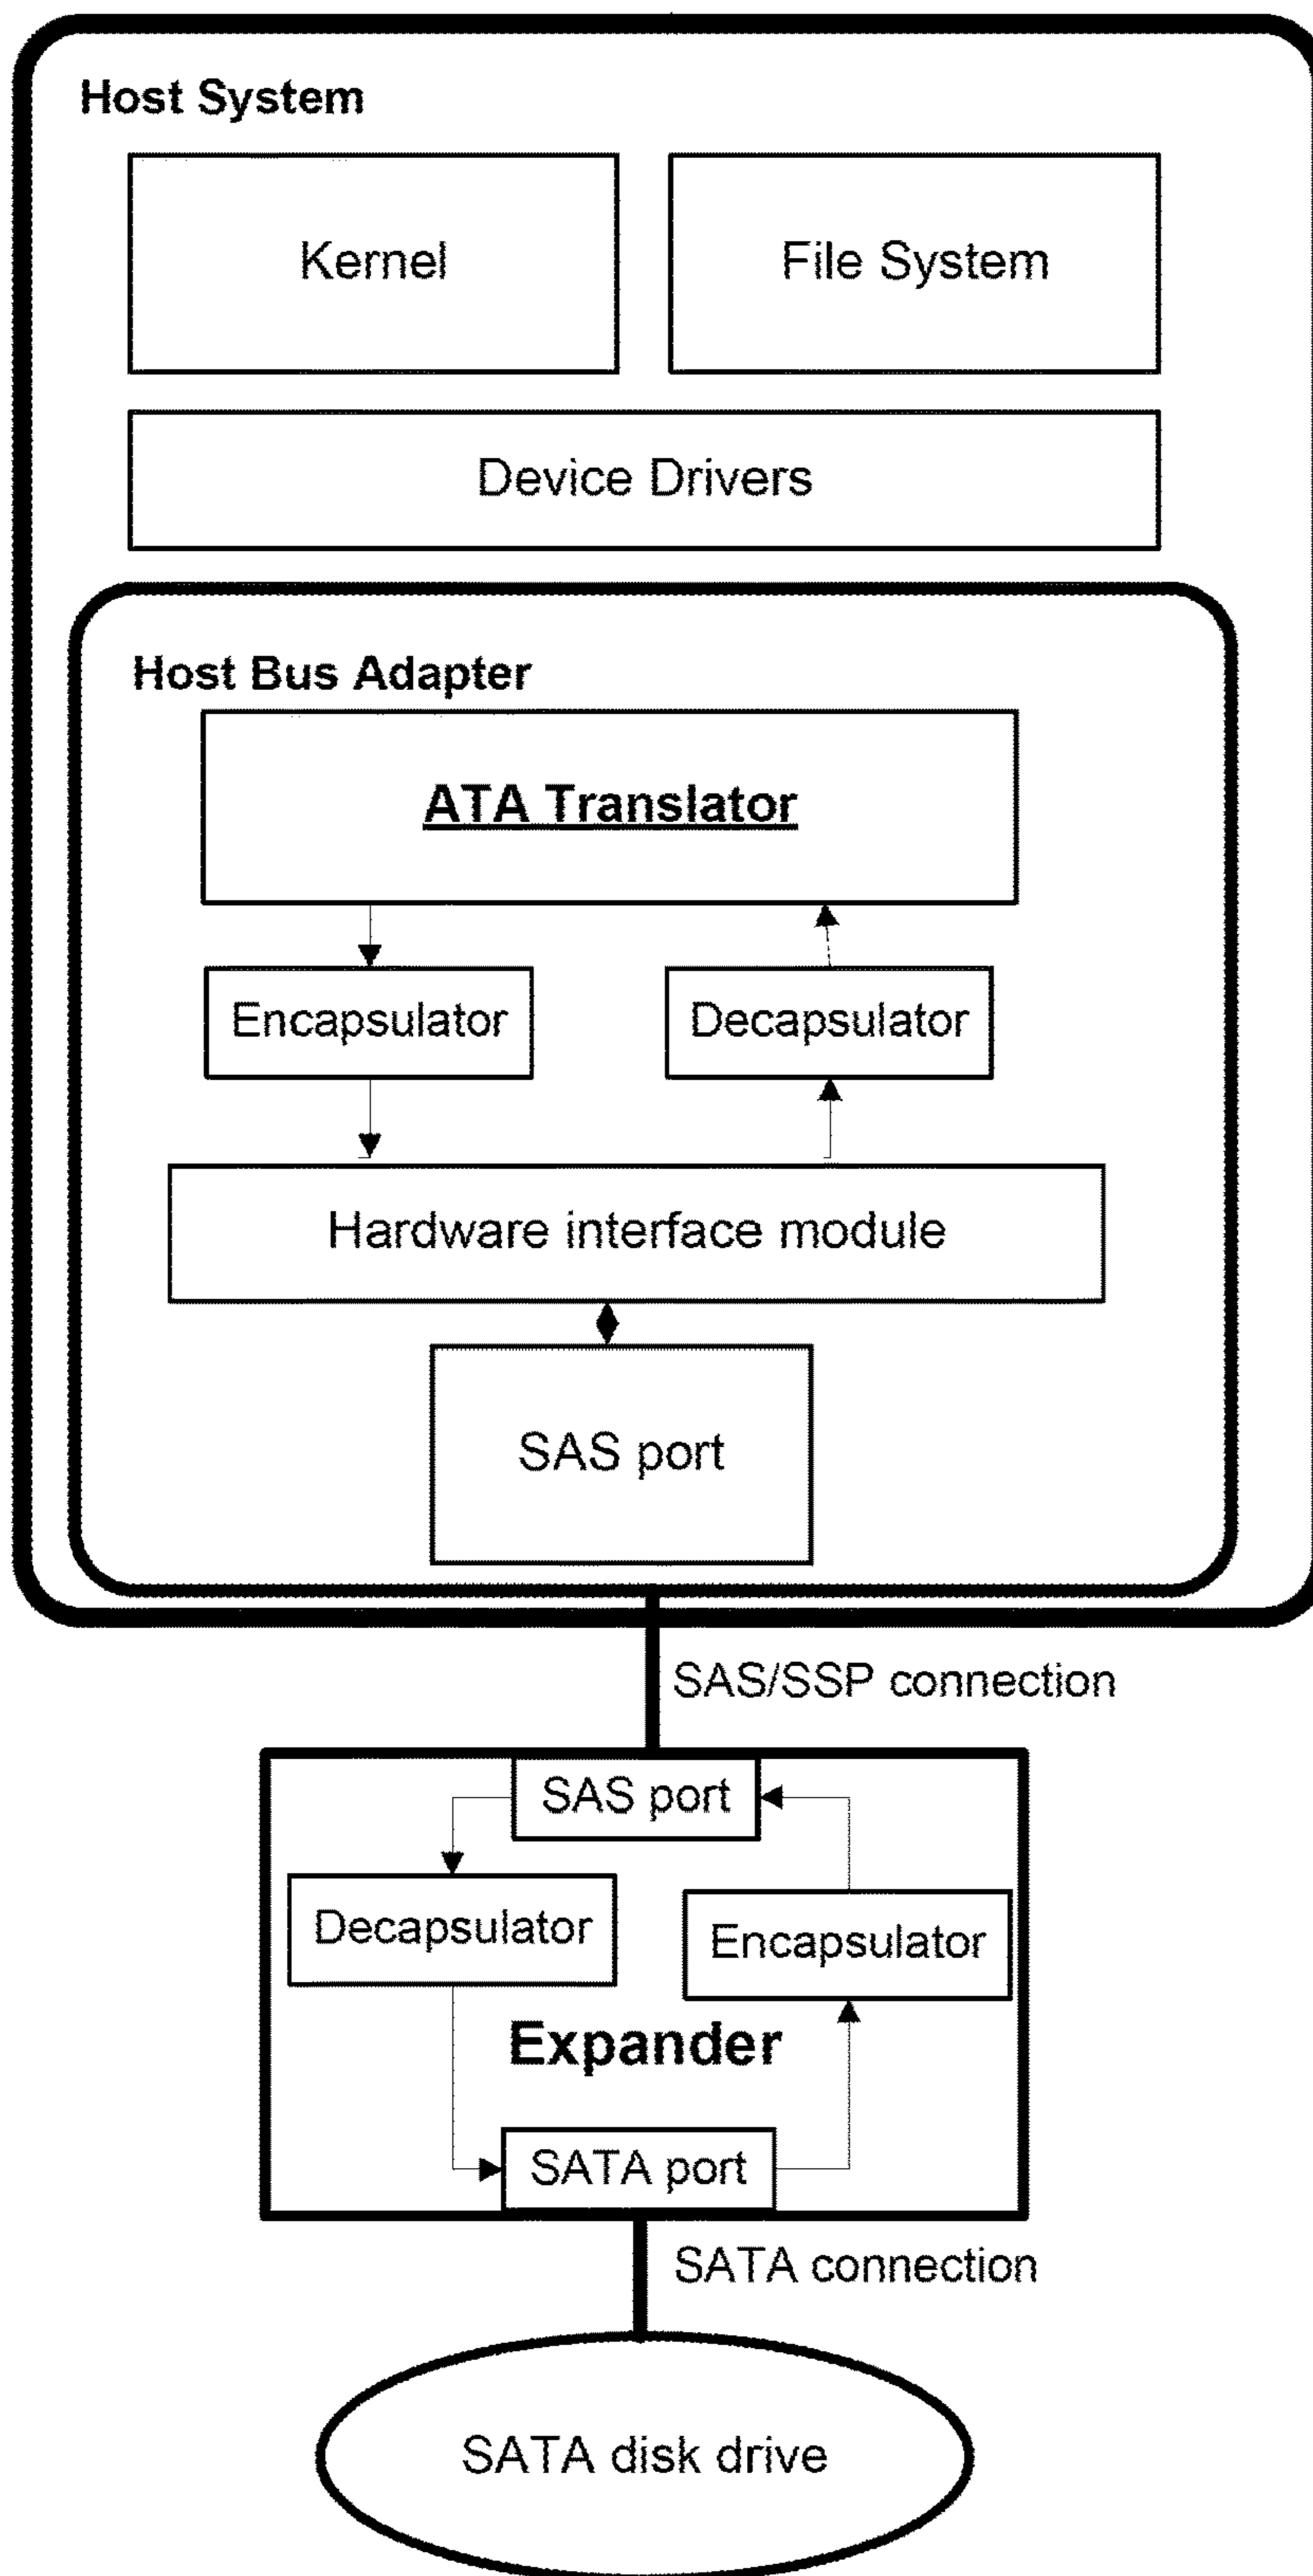 Host System
Kernel
File System
Device Drivers
Host Bus Adapter
ATA Translator
Encapsulator
Decapsulator
Hardware interface module
SAS port
SAS/SSP connection
SAS port
Decapsulator
Encapsulator
Expander
SATA port
SATA connection
SATA disk drive